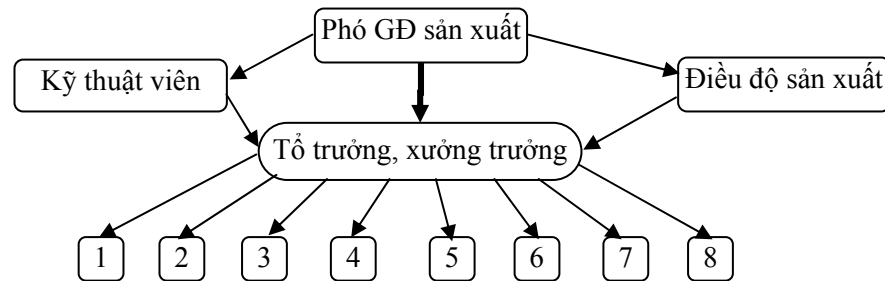 Phó GĐ sản xuất
Kỹ thuật viên
Điều độ sản xuất
Tổ trưởng, xưởng trưởng
1 2 3 4 5 6 7 8